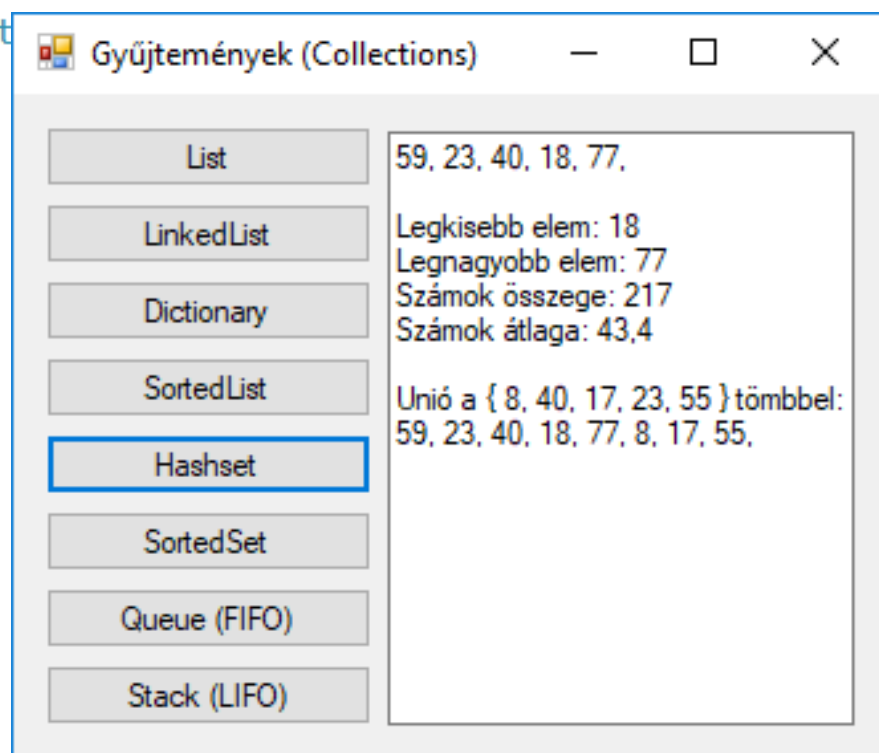 t
Gyűjtemények (Collections)
List
LinkedList
Dictionary
SortedList
Hashset
SortedSet
Queue (FIFO)
Stack (LIFO)
59, 23, 40, 18, 77,
Legkisebb elem: 18
Legnagyobb elem: 77
Számok összege: 217
Számok átlaga: 43,4
Unió a { 8, 40, 17, 23, 55 } tömbbel:
59, 23, 40, 18, 77, 8, 17, 55,